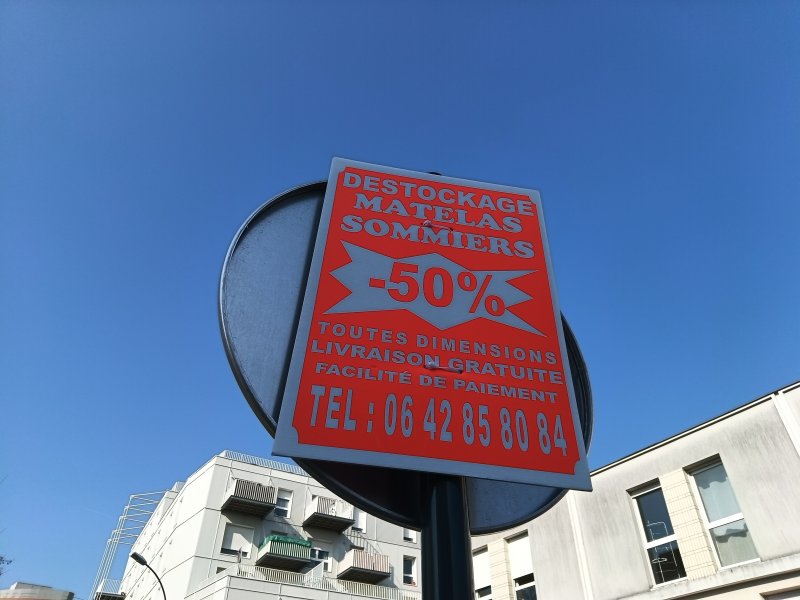 DESTOCKAGE
MATELAS
SOMMIERS
-50%
TOUTES DIMENSIONS
LIVRAISON GRATUITE
FACILITÉ DE PAIEMENT
TEL : 06 42 85 80 84